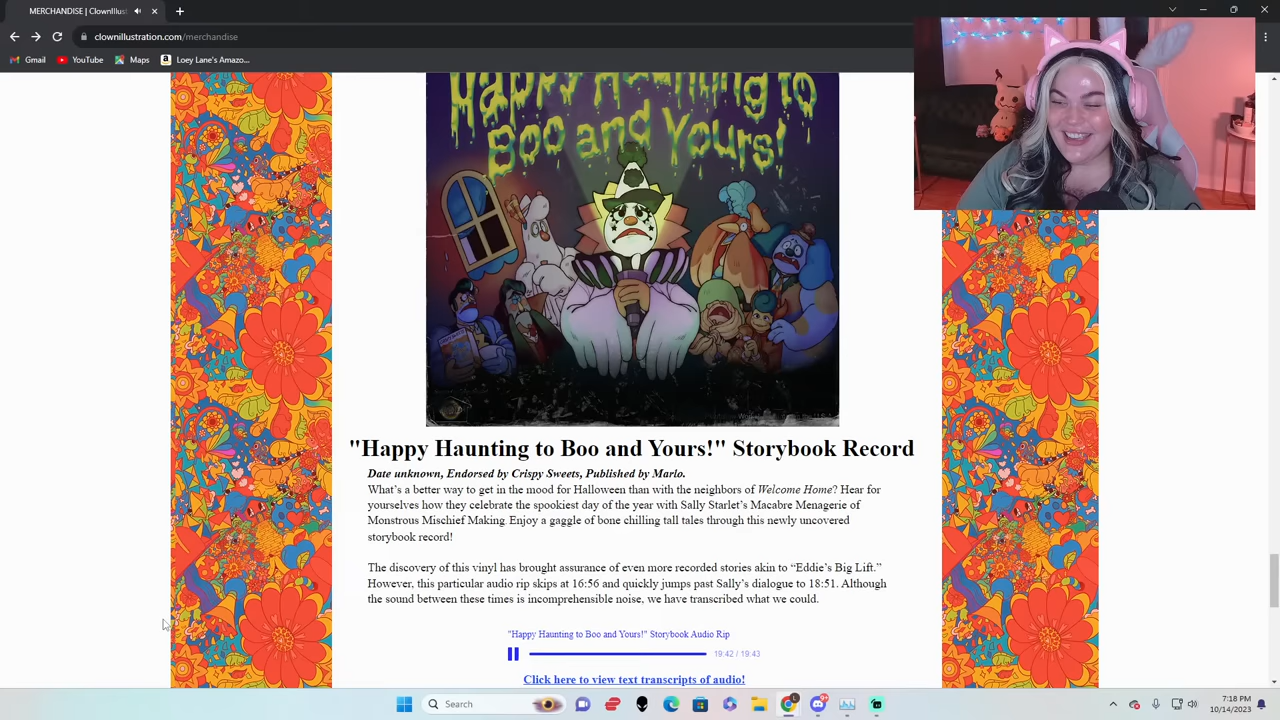 MERCHANDISE | Clownillust
clownillustration.com/merchandise
Gmail YouTube Maps Loey Lane's Amazo...
Happy Haunting to
Boo and Yours!
"Happy Haunting to Boo and Yours!" Storybook Record
Date unknown, Endorsed by Crispy Sweets, Published by Marlo.
What's a better way to get in the mood for Halloween than with the neighbors of Welcome Home? Hear for
yourselves how they celebrate the spookiest day of the year with Sally Starlet's Macabre Menagerie of
Monstrous Mischief Making. Enjoy a gaggle of bone chilling tall tales through this newly uncovered
storybook record!
The discovery of this vinyl has brought assurance of even more recorded stories akin to “Eddie's Big Lift.”
However, this particular audio rip skips at 16:56 and quickly jumps past Sally's dialogue to 18:51. Although
the sound between these times is incomprehensible noise, we have transcribed what we could.
"Happy Haunting to Boo and Yours!" Storybook Audio Rip
19:42 / 19:43
Click here to view text transcripts of audio!
Search
9+
7:18 PM
10/14/2023